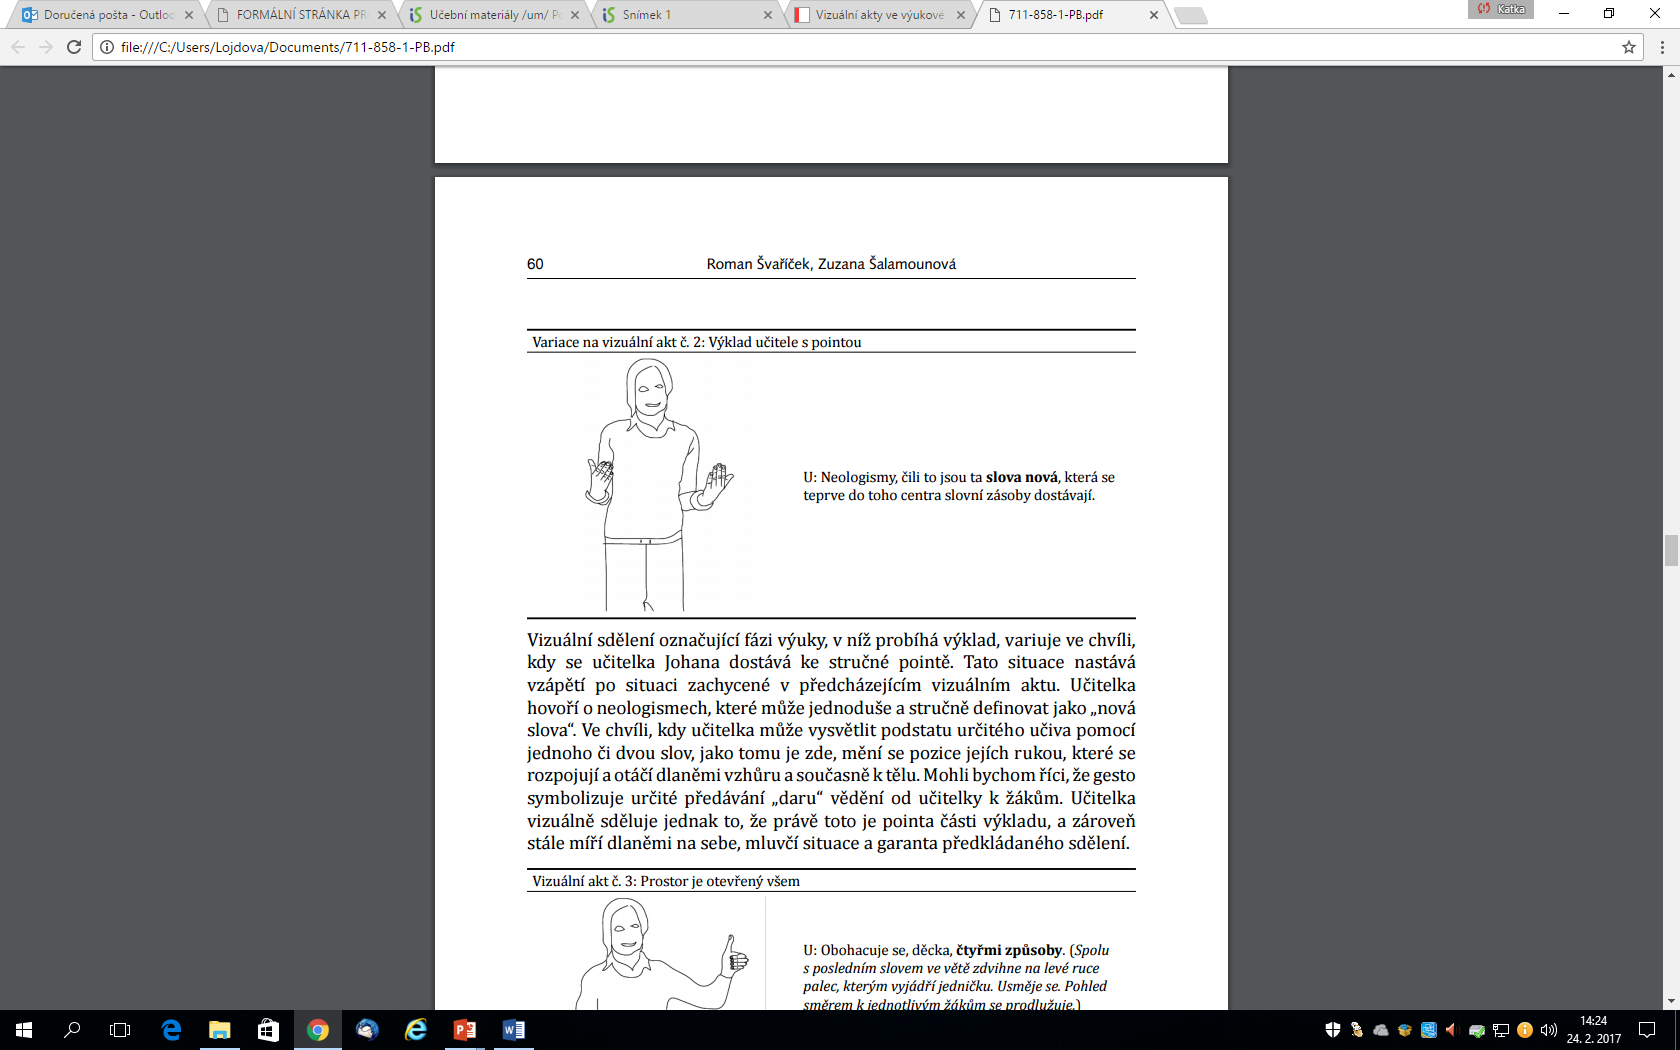 Doručená pošta - Outloo
FORMÁLNÍ STRÁNKA PR
Učební materiály /um/ Po
Snímek 1
Vizuální akty ve výukové
711-858-1-PB.pdf
Katka
file:///C:/Users/Lojdova/Documents/711-858-1-PB.pdf
60 Roman Švaříček, Zuzana Šalamounová
Variace na vizuální akt č. 2: Výklad učitele s pointou
U: Neologismy, čili to jsou ta slova nová, která se
teprve do toho centra slovní zásoby dostávají.
Vizuální sdělení označující fázi výuky, v níž probíhá výklad, variuje ve chvíli,
kdy se učitelka Johana dostává ke stručné pointě. Tato situace nastává
vzápětí po situaci zachycené v předcházejícím vizuálním aktu. Učitelka
hovoří o neologismech, které může jednoduše a stručně definovat jako „nová
slova“. Ve chvíli, kdy učitelka může vysvětlit podstatu určitého učiva pomocí
jednoho či dvou slov, jako tomu je zde, mění se pozice jejích rukou, které se
rozpojují a otáčí dlaněmi vzhůru a současně k tělu. Mohli bychom říci, že gesto
symbolizuje určité předávání „daru“ vědění od učitelky k žákům. Učitelka
vizuálně sděluje jednak to, že právě toto je pointa části výkladu, a zároveň
stále míří dlaněmi na sebe, mluvčí situace a garanta předkládaného sdělení.
Vizuální akt č. 3: Prostor je otevřený všem
U: Obohacuje se, děcka, čtyřmi způsoby. (Spolu
s posledním slovem ve větě zdvihne na levé ruce
palec, kterým vyjádří jedničku. Usměje se. Pohled
směrem k jednotlivým žákům se prodlužuje.)
14:24
24. 2. 2017